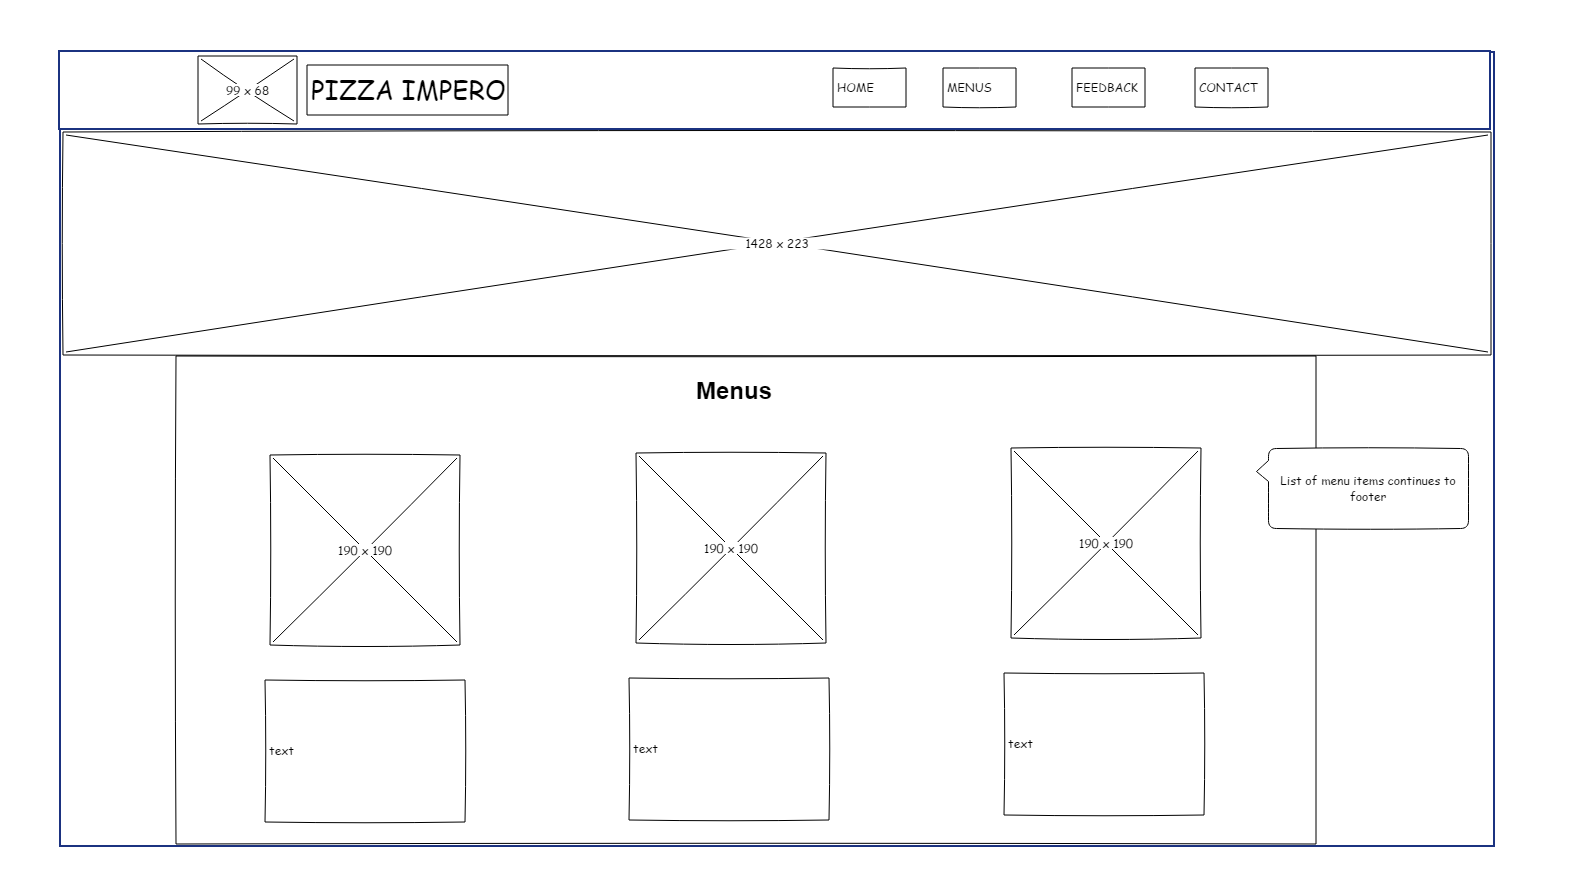 99 x 68
PIZZA IMPERO
HOME
MENUS
FEEDBACK
CONTACT
1428 x 223
Menus
190 x 190
190 x 190
190 x 190
List of menu items continues to
footer
text
text
text